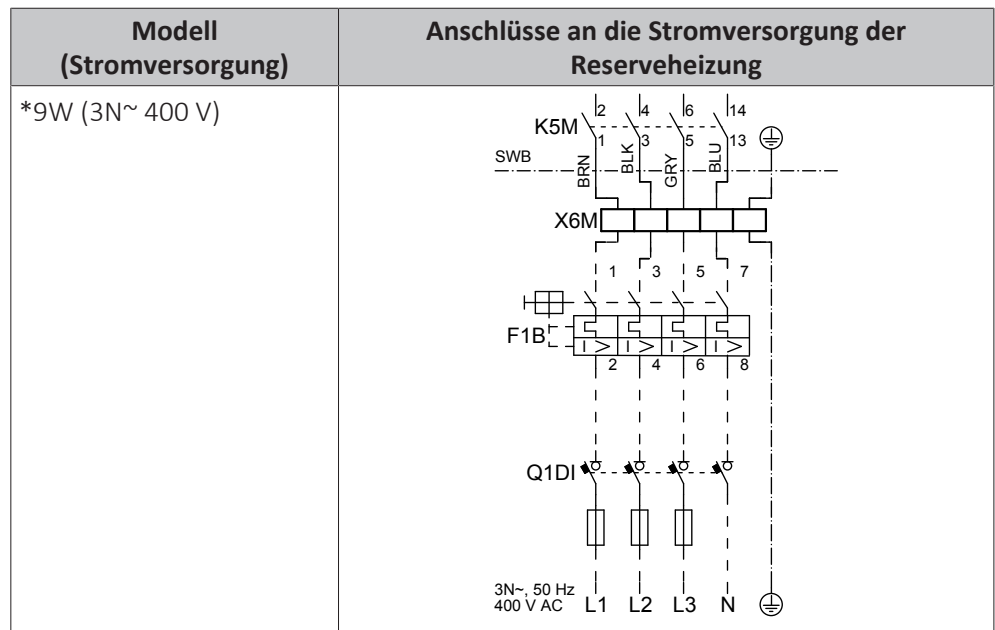 Modell
(Stromversorgung)
Anschlüsse an die Stromversorgung der
Reserveheizung
*9W (3N~ 400 V)
2 4 6 14
K5M
1 3 5 13
SWB
BRN BLK GRY BLU
X6M
1 3 5 7
F1B
I > I > I > I >
2 4 6 8
Q1DI
3N~, 50 Hz
400 V AC L1 L2 L3 N